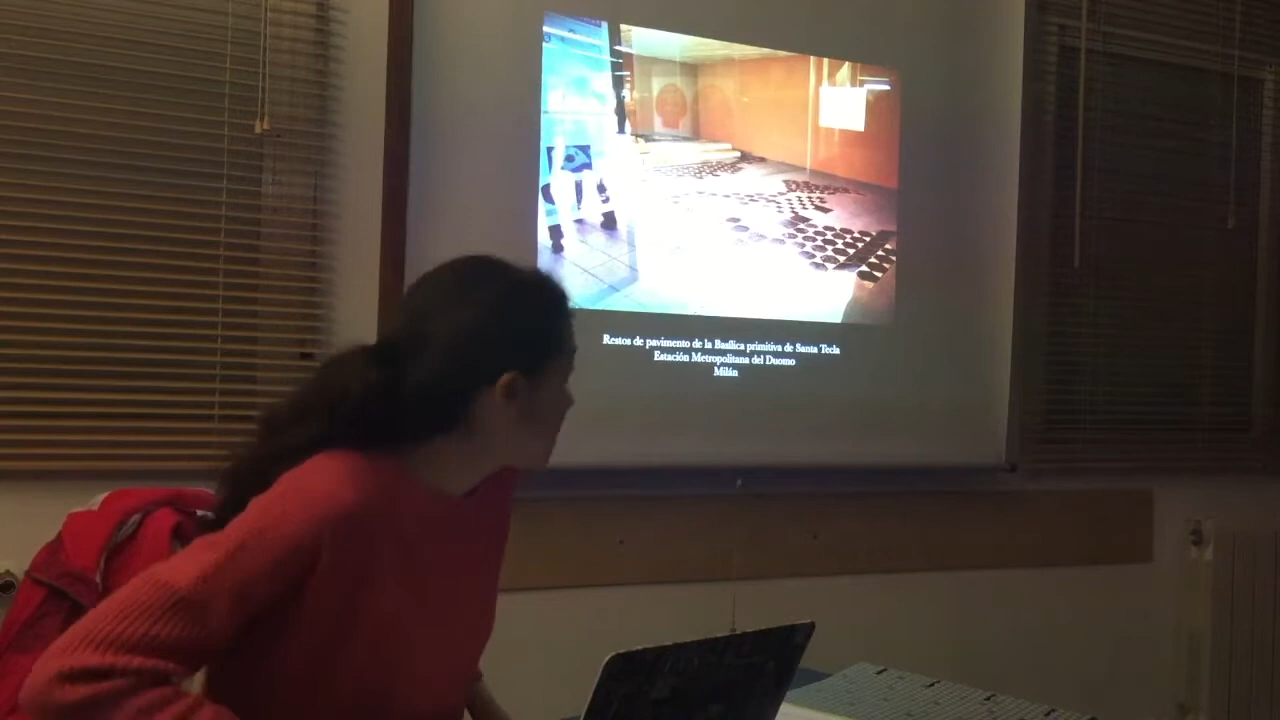 Restos de pavimento de la Basílica primitiva de Santa Tecla
Estación Metropolitana del Duomo
Milán